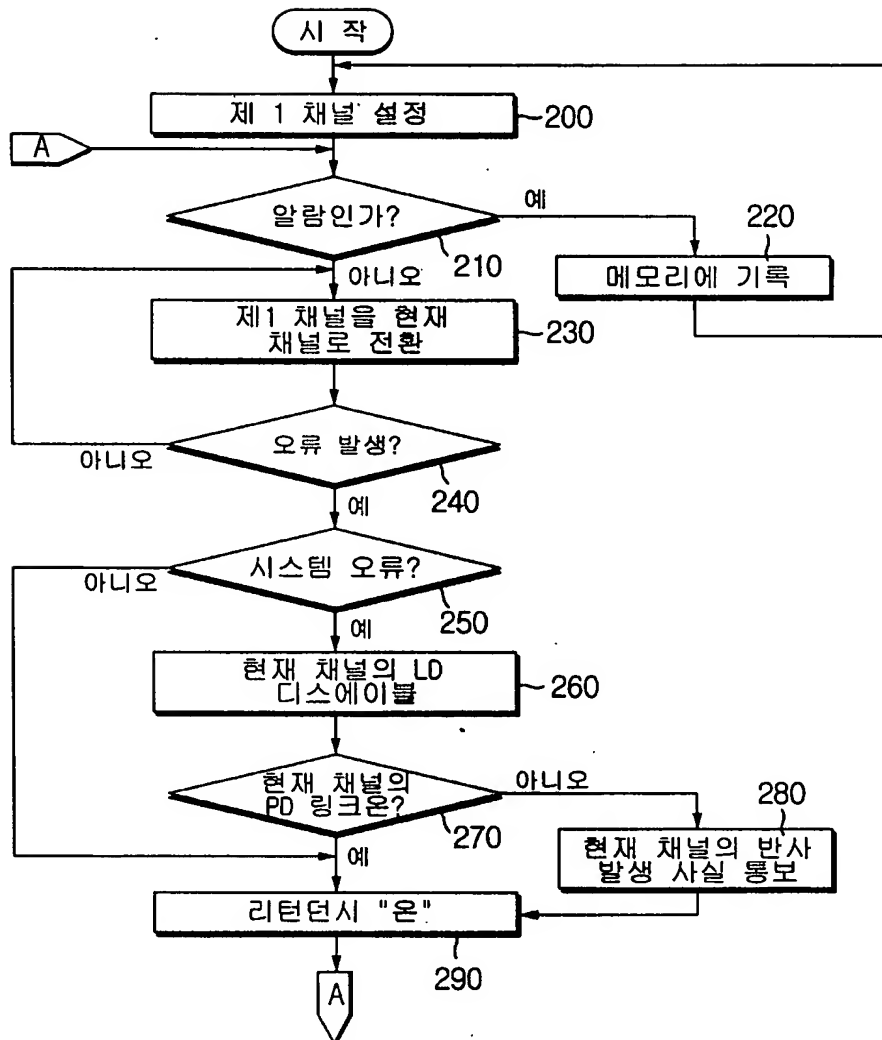 시 작
제 1 채널 설정
200
A
알람인가?
예
210
220
아니오
메모리에 기록
제1 채널을 현재
채널로 전환
230
오류 발생?
아니오
240
예
시스템 오류?
아니오
250
예
현재 채널의 LD
디스에이블
260
현재 채널의
PD 링크온?
아니오
270
280
예
현재 채널의 반사
발생 사실 통보
리턴던시 "온"
290
A